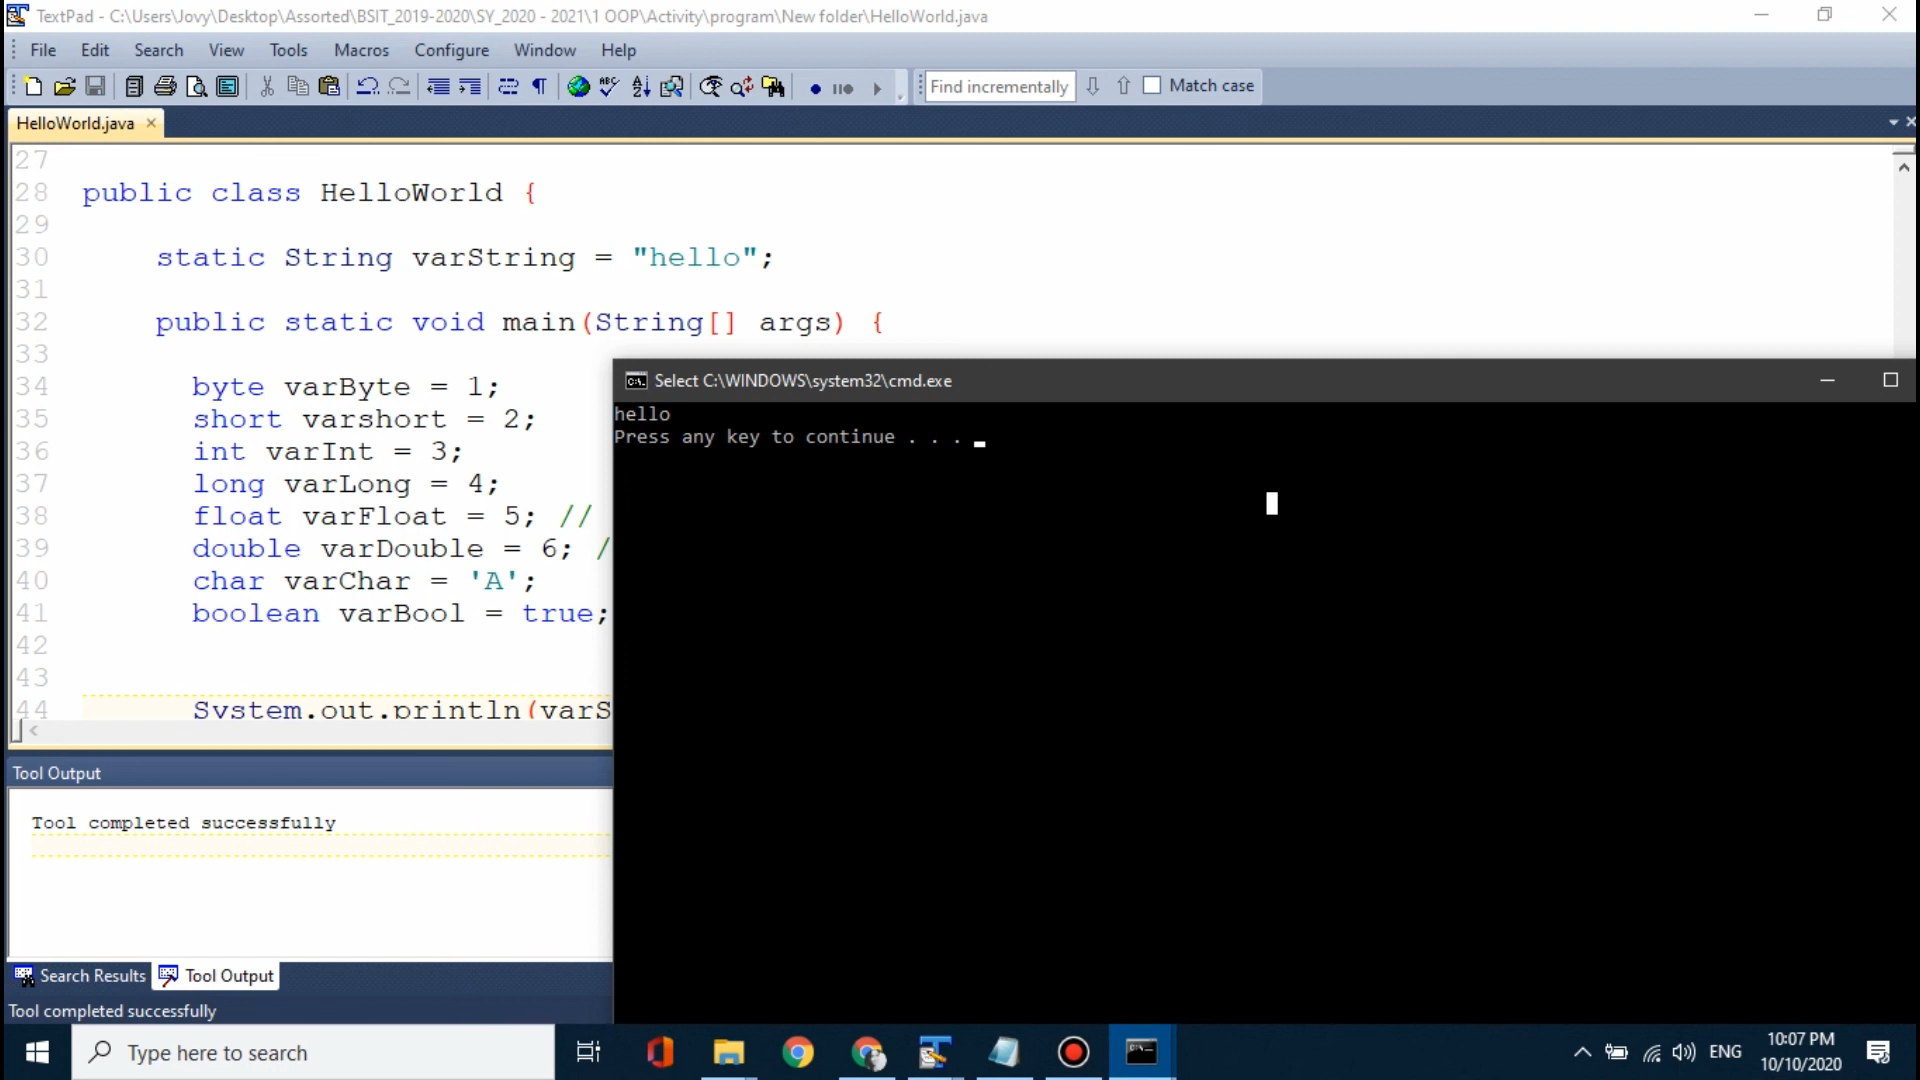 TextPad - C:\Users\Jovy\Desktop\Assorted\BSIT_2019-2020\SY_2020 - 2021\1 OOP\Activity\program\New folder\HelloWorld.java
File Edit Search View Tools Macros Configure Window Help
Find incrementally Match case
HelloWorld.java
27
28 public class HelloWorld {
29
30 static String varString = "hello";
31
32 public static void main(String[] args) {
33
34 byte varByte = 1;
35 short varshort = 2;
36 int varInt = 3;
37 long varLong = 4;
38 float varFloat = 5; //
39 double varDouble = 6; /
40 char varChar = 'A';
41 boolean varBool = true;
42
43
44 System.out.println(varS
Select C:\WINDOWS\system32\cmd.exe
hello
Press any key to continue . . .
Tool Output
Tool completed successfully
Search Results Tool Output
Tool completed successfully
Type here to search
ENG
10:07 PM
10/10/2020